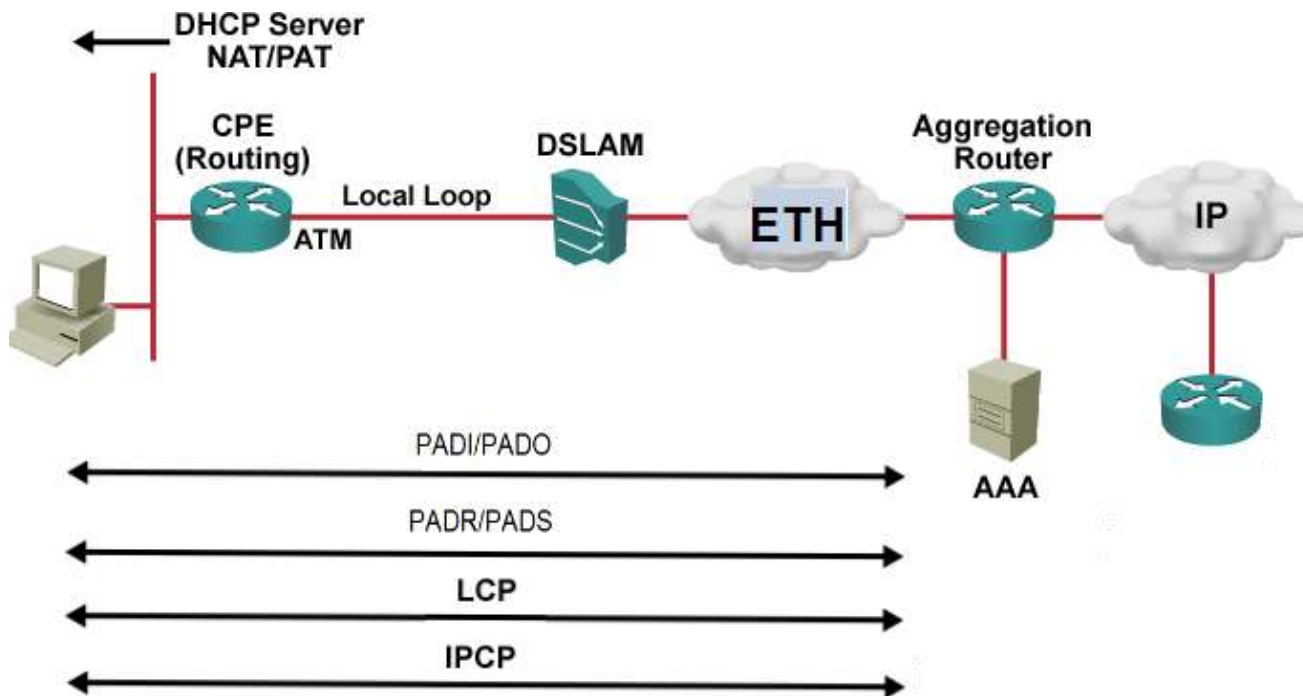 DHCP Server
NAT/PAT
CPE
(Routing)
Local Loop
ATM
DSLAM
ETH
Aggregation
Router
IP
AAA
PADI/PADO
PADR/PADS
LCP
IPCP